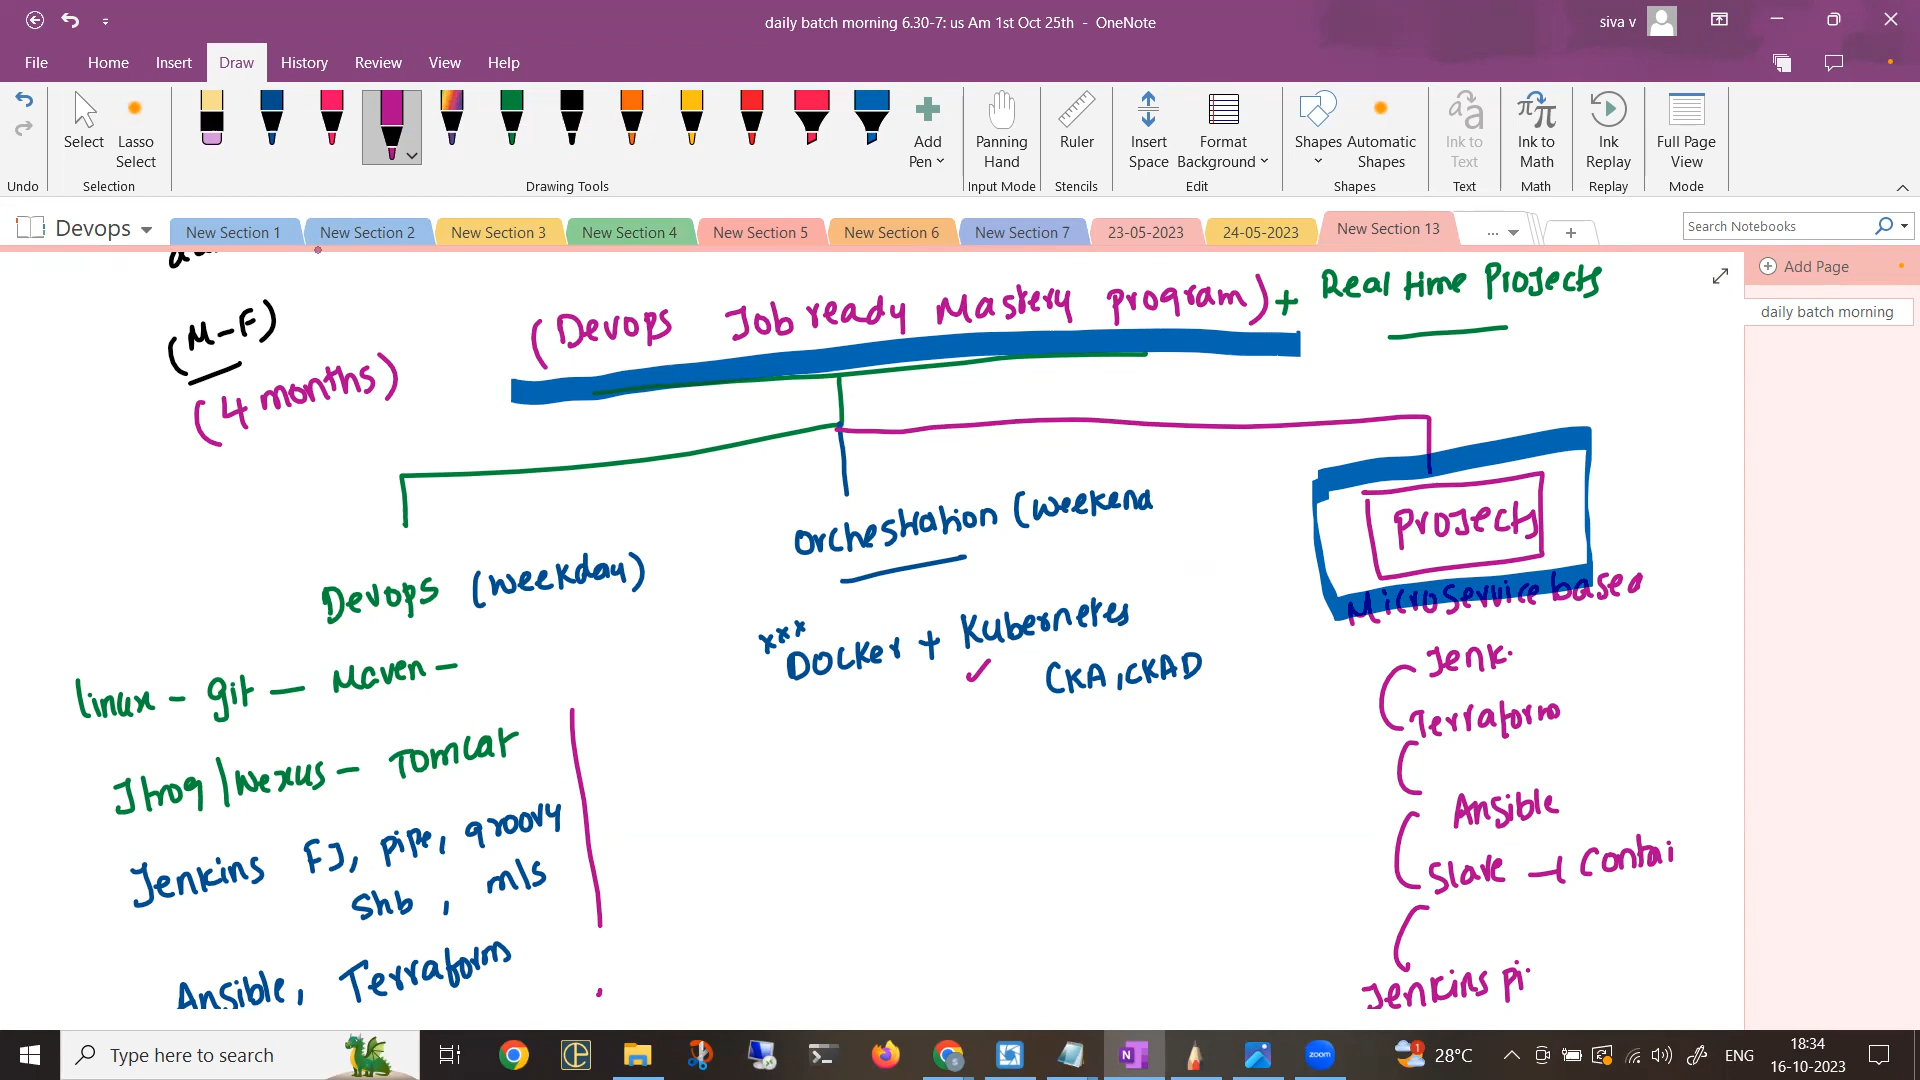 daily batch morning 6.30-7: us Am 1st Oct 25th - OneNote
siva v
File
Home
Insert
Draw
History
Review
View
Help
Select
Lasso
Select
Add
Pen
Panning
Hand
Ruler
Insert
Space
Format
Background
Shapes
Automatic
Shapes
Ink to
Text
Ink to
Math
Ink
Replay
Full Page
View
Undo
Selection
Drawing Tools
Input Mode
Stencils
Edit
Shapes
Text
Math
Replay
Mode
Devops
New Section 1
New Section 2
New Section 3
New Section 4
New Section 5
New Section 6
New Section 7
23-05-2023
24-05-2023
New Section 13
...
Search Notebooks
Add Page
daily batch morning
(M-F)
(4 months)
(Devops Job ready Mastery program) + Real time Projects
Devops (weekday)
Orchestration (weekend
Projects
Microservice based
linux - git - Maven -
Jfrog/Nexus - Tomcat
Jenkins FJ, pipe, groovy
Shb, mls
Ansible, Terraform
*** Docker + Kubernetes
CKA, CKAD
Jenk.
Terraform
Ansible
Slave - Contai
Jenkins pi
Type here to search
28°C
ENG
18:34
16-10-2023
zoom